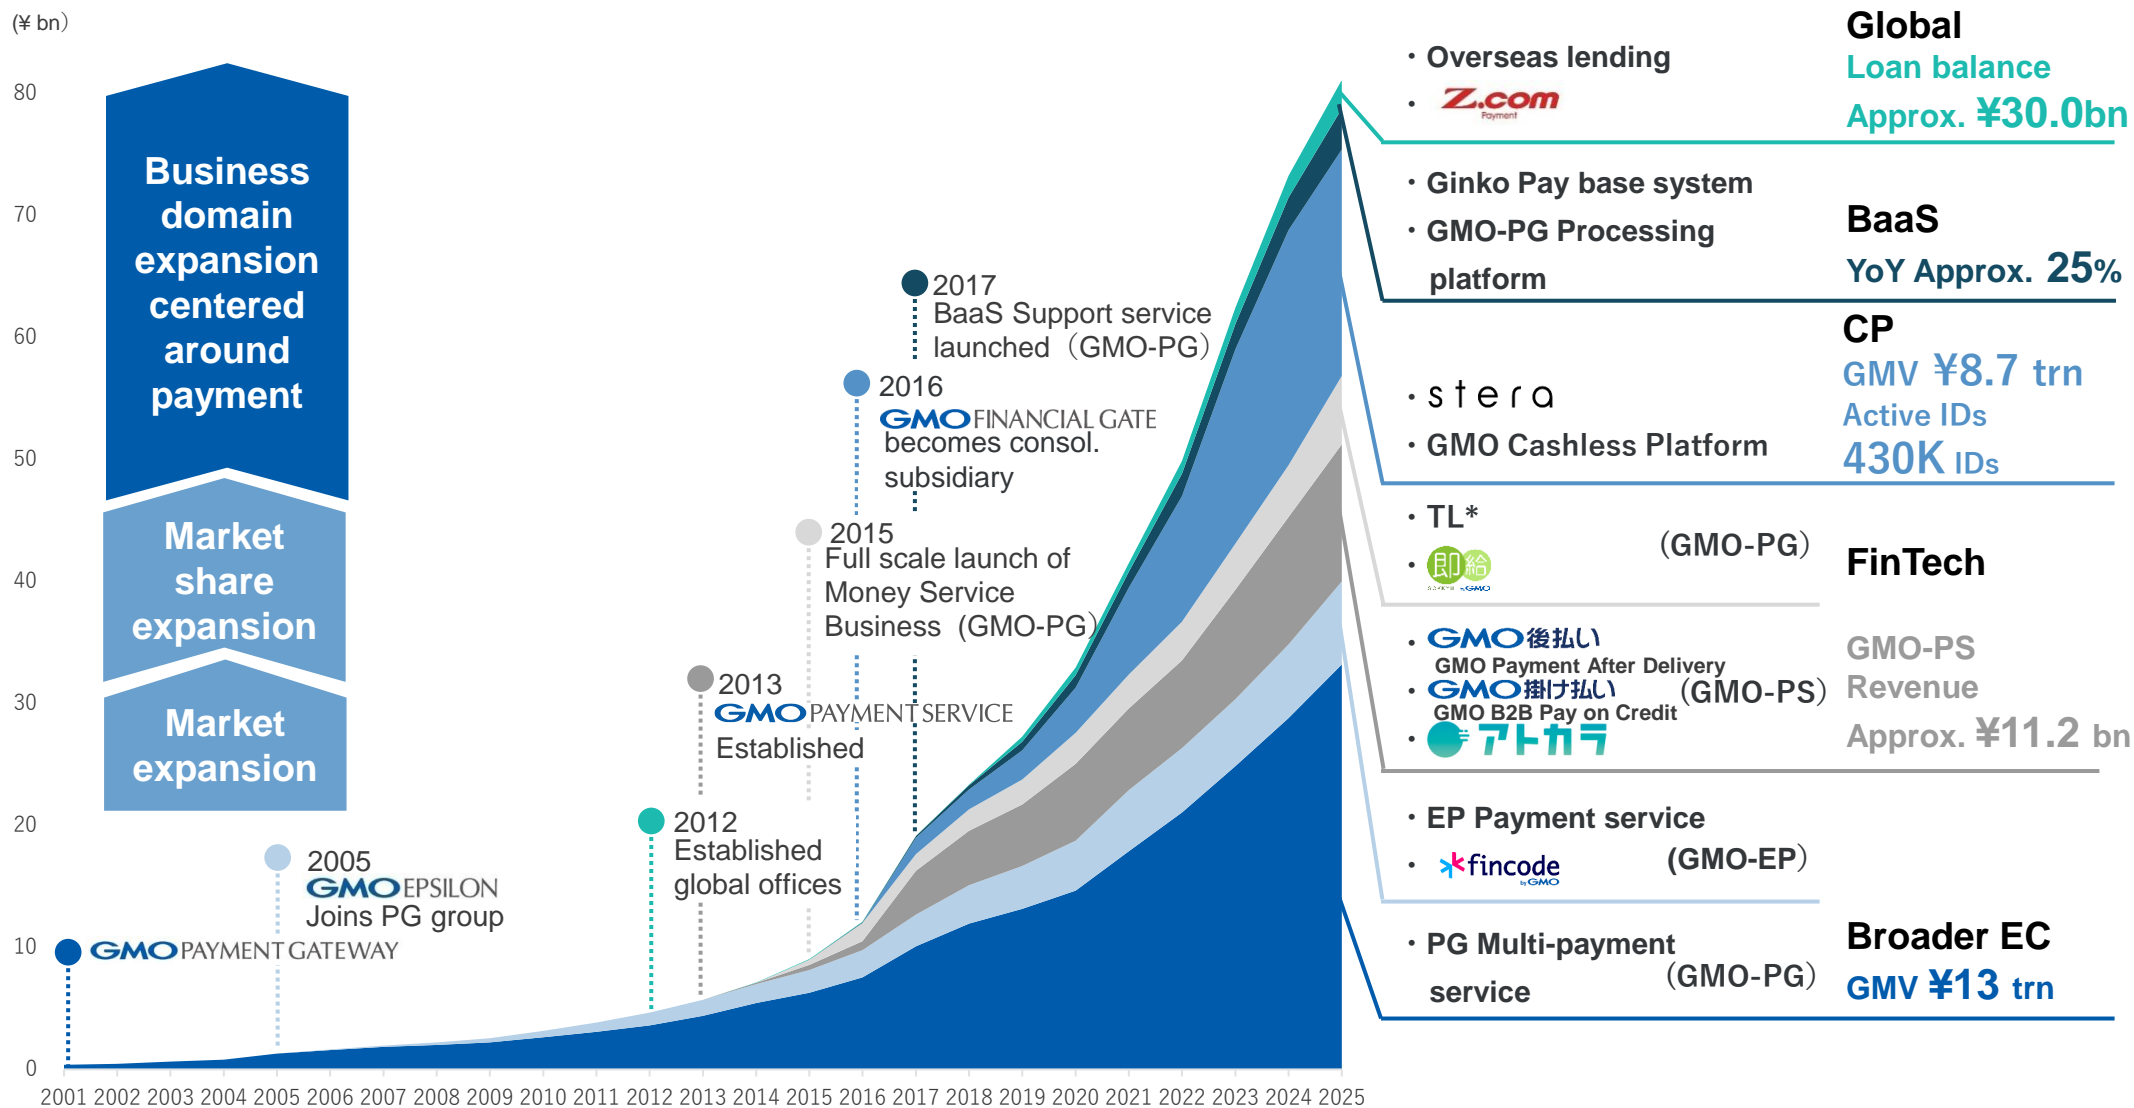 (¥ bn)
80
70
60
50
40
30
20
10
0
Business
domain
expansion
centered
around
payment
Market
share
expansion
Market
expansion
GMO PAYMENT GATEWAY
2005
GMO EPSILON
Joins PG group
2012
Established
global offices
2013
GMO PAYMENT SERVICE
Established
2015
Full scale launch of
Money Service
Business (GMO-PG)
2016
GMO FINANCIAL GATE
becomes consol.
subsidiary
2017
BaaS Support service
launched (GMO-PG)
2001 2002 2003 2004 2005 2006 2007 2008 2009 2010 2011 2012 2013 2014 2015 2016 2017 2018 2019 2020 2021 2022 2023 2024 2025
・Overseas lending
・Z.com
Payment
Global
Loan balance
Approx. ¥30.0bn
・Ginko Pay base system
・GMO-PG Processing
platform
BaaS
YoY Approx. 25%
・stera
・GMO Cashless Platform
CP
GMV ¥8.7 trn
Active IDs
430K IDs
・TL*
(GMO-PG)
・即給
byGMO
FinTech
・GMO後払い
GMO Payment After Delivery
・GMO掛け払い
(GMO-PS)
GMO B2B Pay on Credit
・アトカラ
GMO-PS
Revenue
Approx. ¥11.2 bn
・EP Payment service
・fincode
byGMO
(GMO-EP)
・PG Multi-payment
service
(GMO-PG)
Broader EC
GMV ¥13 trn